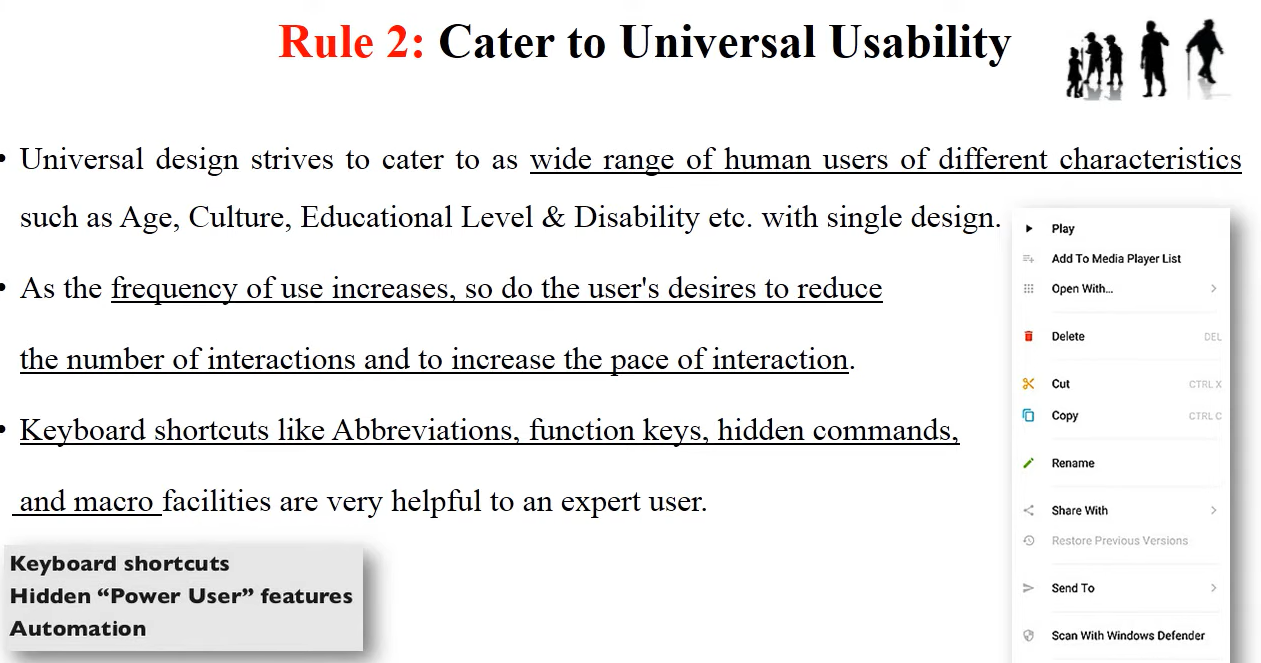 Rule 2: Cater to Universal Usability
• Universal design strives to cater to as wide range of human users of different characteristics
such as Age, Culture, Educational Level & Disability etc. with single design.
• As the frequency of use increases, so do the user's desires to reduce
the number of interactions and to increase the pace of interaction.
• Keyboard shortcuts like Abbreviations, function keys, hidden commands,
and macro facilities are very helpful to an expert user.
Keyboard shortcuts
Hidden “Power User” features
Automation
Play
Add To Media Player List
Open With...
Delete DEL
Cut CTRL X
Copy CTRL C
Rename
Share With
Restore Previous Versions
Send To
Scan With Windows Defender